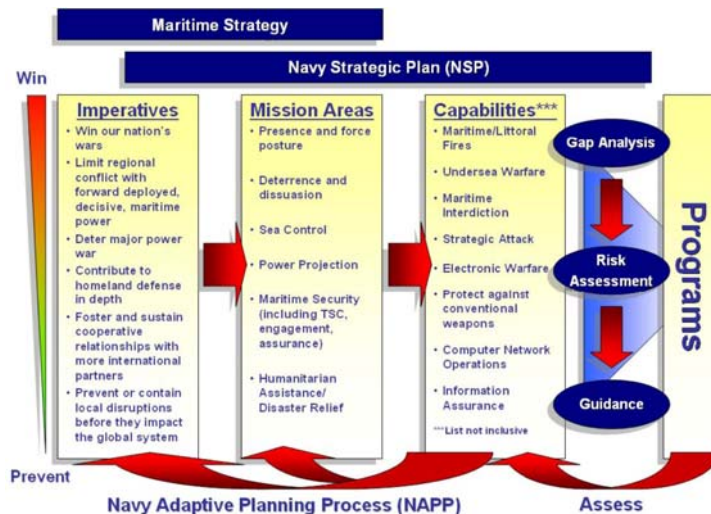 Maritime Strategy
Navy Strategic Plan (NSP)
Win
Imperatives
• Win our nation's
wars
• Limit regional
conflict with
forward deployed,
decisive, maritime
power
• Deter major power
war
• Contribute to
homeland defense
in depth
• Foster and sustain
cooperative
relationships with
more international
partners
• Prevent or contain
local disruptions
before they impact
the global system
Mission Areas
• Presence and force
posture
• Deterrence and
dissuasion
• Sea Control
• Power Projection
• Maritime Security
(including TSC,
engagement,
assurance)
• Humanitarian
Assistance/
Disaster Relief
Capabilities***
• Maritime/Littoral
Fires
• Undersea Warfare
• Maritime
Interdiction
• Strategic Attack
• Electronic Warfare
• Protect against
conventional
weapons
• Computer Network
Operations
• Information
Assurance
***List not inclusive
Gap Analysis
Risk
Assessment
Guidance
Programs
Prevent
Navy Adaptive Planning Process (NAPP)
Assess